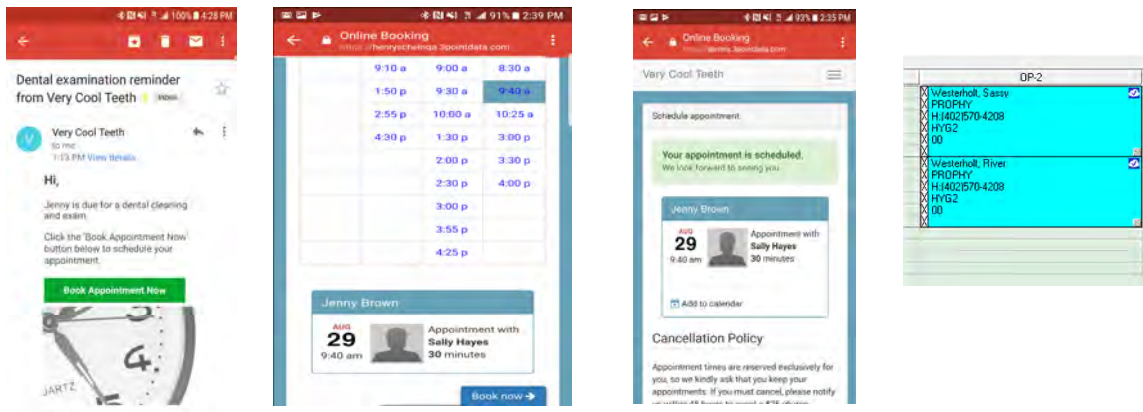 100% 4:28 PM
Dental examination reminder
from Very Cool Teeth
Inbox
Very Cool Teeth
to me
1:13 PM View details
Hi,
Jenny is due for a dental cleaning
and exam.
Click the 'Book Appointment Now'
button below to schedule your
appointment.
Book Appointment Now
4
JARTZ
91% 2:39 PM
Online Booking
9:10 a 9:00 a 8:30 a
1:50 p 9:30 a 9:40 a
2:55 p 10:00 a 10:25 a
4:30 p 1:30 p 3:00 p
2:00 p 3:30 p
2:30 p 4:00 p
3:00 p
3:55 p
4:25 p
Jenny Brown
AUG
29
9:40 am
Appointment with
Sally Hayes
30 minutes
Book now
93% 2:35 PM
Online Booking
Very Cool Teeth
Schedule appointment
Your appointment is scheduled.
We look forward to seeing you.
Jenny Brown
AUG
29
9:40 am
Appointment with
Sally Hayes
30 minutes
Add to calendar
Cancellation Policy
Appointment times are reserved exclusively for
you, so we kindly ask that you keep your
appointments. If you must cancel, please notify
OP-2
Westerholt, Sassy
PROPHY
H:(402)570-4208
HYG2
00
Westerholt, River
PROPHY
H:(402)570-4208
HYG2
00